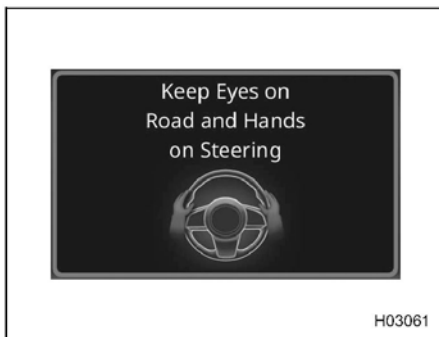 Keep Eyes on
Road and Hands
on Steering
H03061